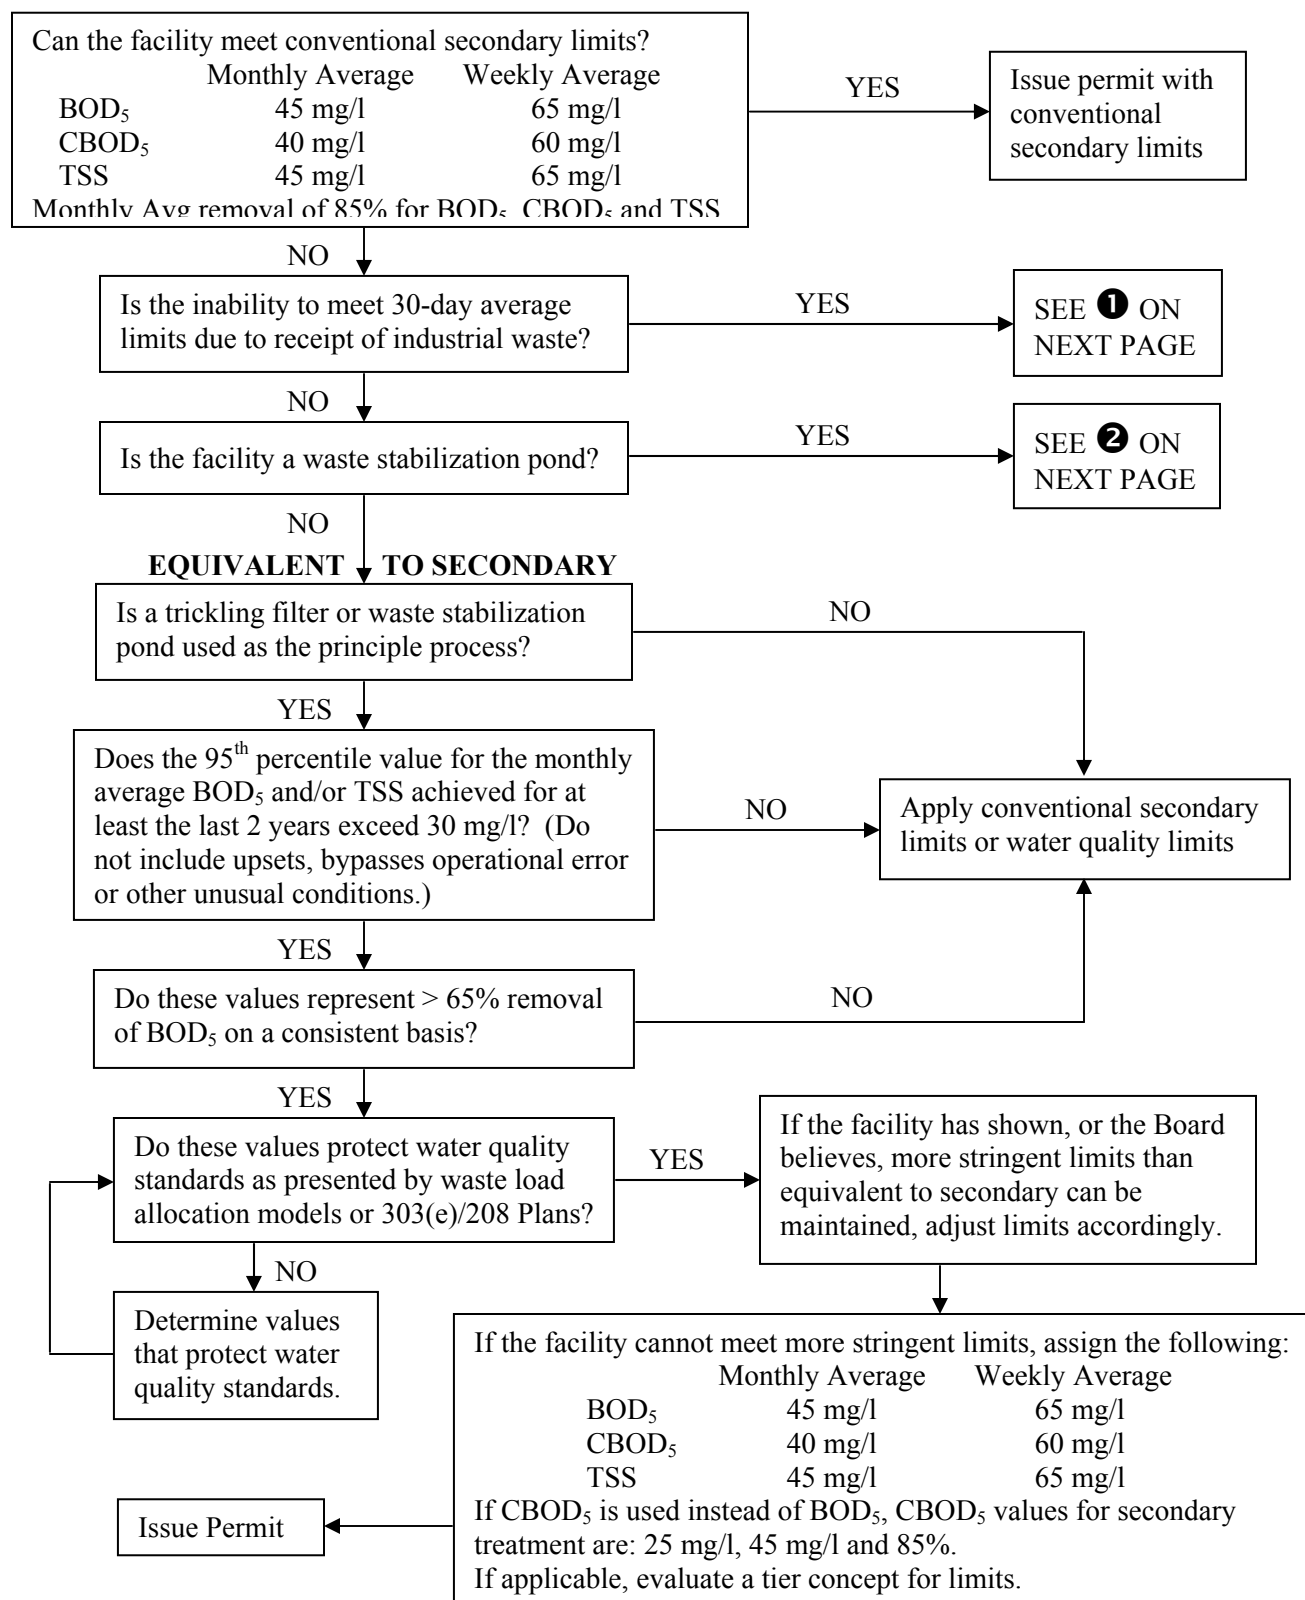 Can the facility meet conventional secondary limits?
Monthly Average Weekly Average
BOD₅ 45 mg/l 65 mg/l
CBOD₅ 40 mg/l 60 mg/l
TSS 45 mg/l 65 mg/l
Monthly Avg removal of 85% for BOD₅, CBOD₅ and TSS
YES
Issue permit with
conventional
secondary limits
NO
Is the inability to meet 30-day average
limits due to receipt of industrial waste?
YES
SEE ❶ ON
NEXT PAGE
NO
Is the facility a waste stabilization pond?
YES
SEE ❷ ON
NEXT PAGE
NO
EQUIVALENT TO SECONDARY
Is a trickling filter or waste stabilization
pond used as the principle process?
NO
YES
Does the 95th percentile value for the monthly
average BOD₅ and/or TSS achieved for at
least the last 2 years exceed 30 mg/l? (Do
not include upsets, bypasses operational error
or other unusual conditions.)
NO
Apply conventional secondary
limits or water quality limits
YES
Do these values represent > 65% removal
of BOD₅ on a consistent basis?
NO
YES
Do these values protect water quality
standards as presented by waste load
allocation models or 303(e)/208 Plans?
YES
If the facility has shown, or the Board
believes, more stringent limits than
equivalent to secondary can be
maintained, adjust limits accordingly.
NO
Determine values
that protect water
quality standards.
If the facility cannot meet more stringent limits, assign the following:
Monthly Average Weekly Average
BOD₅ 45 mg/l 65 mg/l
CBOD₅ 40 mg/l 60 mg/l
TSS 45 mg/l 65 mg/l
If CBOD₅ is used instead of BOD₅, CBOD₅ values for secondary
treatment are: 25 mg/l, 45 mg/l and 85%.
If applicable, evaluate a tier concept for limits.
Issue Permit